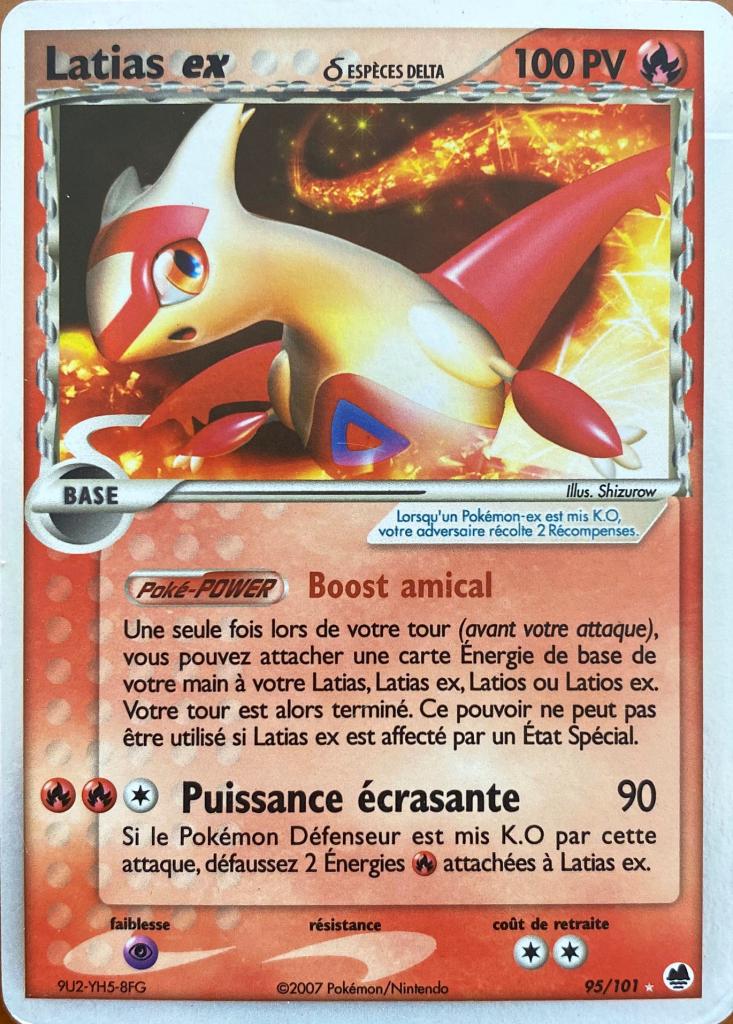 Latias ex δ ESPÈCES DELTA 100 PV
BASE
Illus. Shizurow
Lorsqu'un Pokémon-ex est mis K.O,
votre adversaire récolte 2 Récompenses.
Poké-POWER Boost amical
Une seule fois lors de votre tour (avant votre attaque),
vous pouvez attacher une carte Énergie de base de
votre main à votre Latias, Latias ex, Latios ou Latios ex.
Votre tour est alors terminé. Ce pouvoir ne peut pas
être utilisé si Latias ex est affecté par un État Spécial.
Puissance écrasante 90
Si le Pokémon Défenseur est mis K.O par cette
attaque, défaussez 2 Énergies attachées à Latias ex.
faiblesse résistance coût de retraite
9U2-YH5-8FG ©2007 Pokémon/Nintendo 95/101 ★